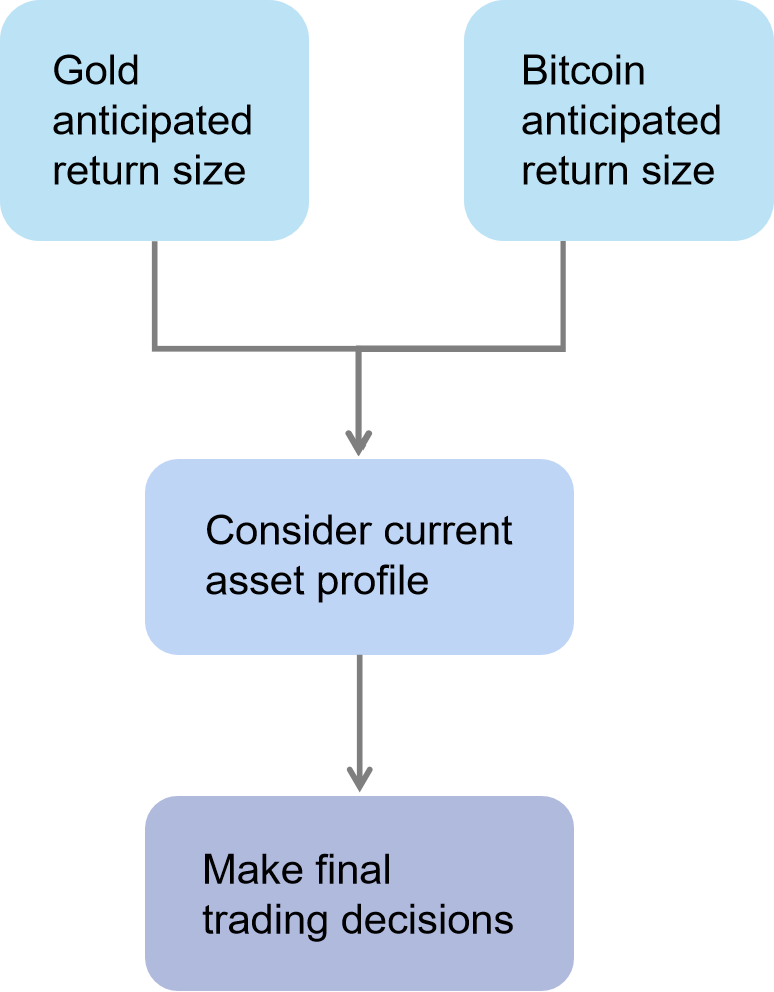 Gold
anticipated
return size
Bitcoin
anticipated
return size
Consider current
asset profile
Make final
trading decisions